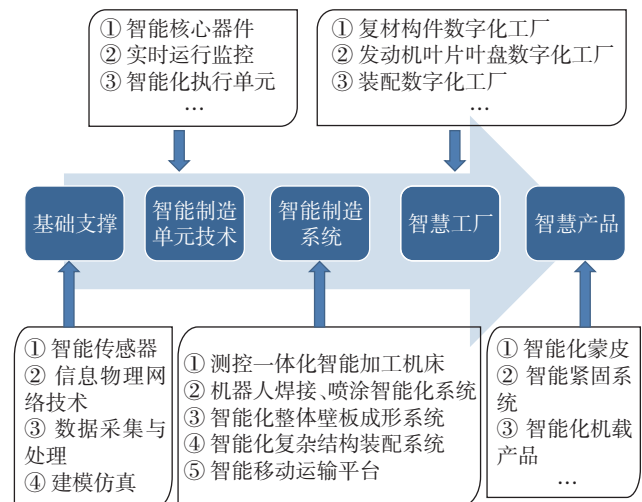 ① 智能核心器件
② 实时运行监控
③ 智能化执行单元
…
① 复材构件数字化工厂
② 发动机叶片叶盘数字化工厂
③ 装配数字化工厂
…
基础支撑
智能制造
单元技术
智能制造
系统
智慧工厂
智慧产品
① 智能传感器
② 信息物理网
络技术
③ 数据采集与
处理
④ 建模仿真
① 测控一体化智能加工机床
② 机器人焊接、喷涂智能化系统
③ 智能化整体壁板成形系统
④ 智能化复杂结构装配系统
⑤ 智能移动运输平台
① 智能化蒙皮
② 智能紧固系
统
③ 智能化机载
产品
…